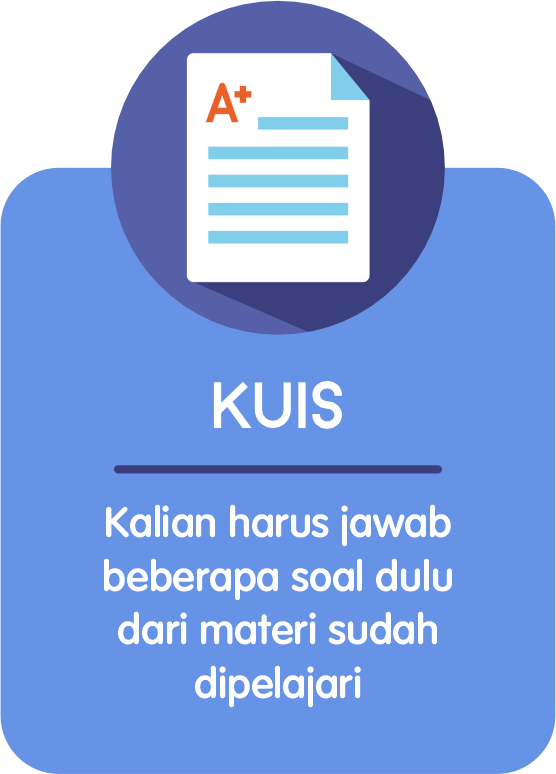 A+
KUIS
Kalian harus jawab
beberapa soal dulu
dari materi sudah
dipelajari